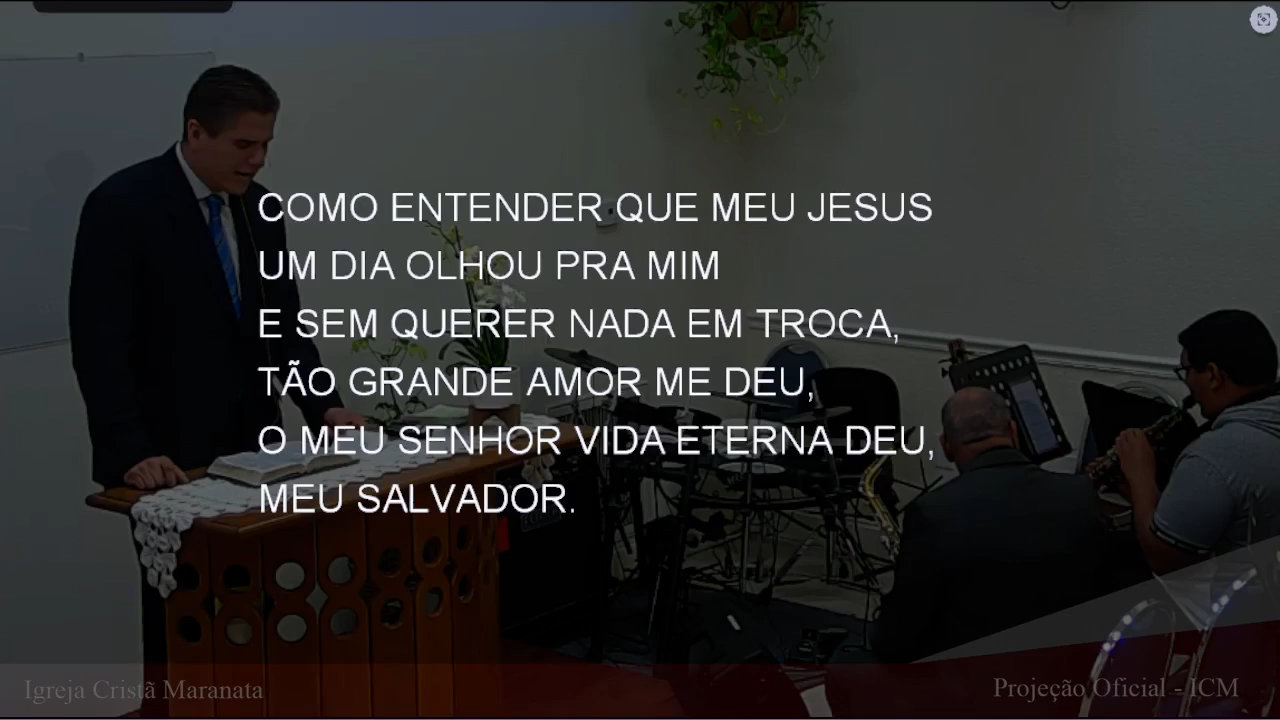 COMO ENTENDER QUE MEU JESUS
UM DIA OLHOU PRA MIM
E SEM QUERER NADA EM TROCA,
TÃO GRANDE AMOR ME DEU,
O MEU SENHOR VIDA ETERNA DEU,
MEU SALVADOR.
Igreja Cristã Maranata
Projeção Oficial - ICM